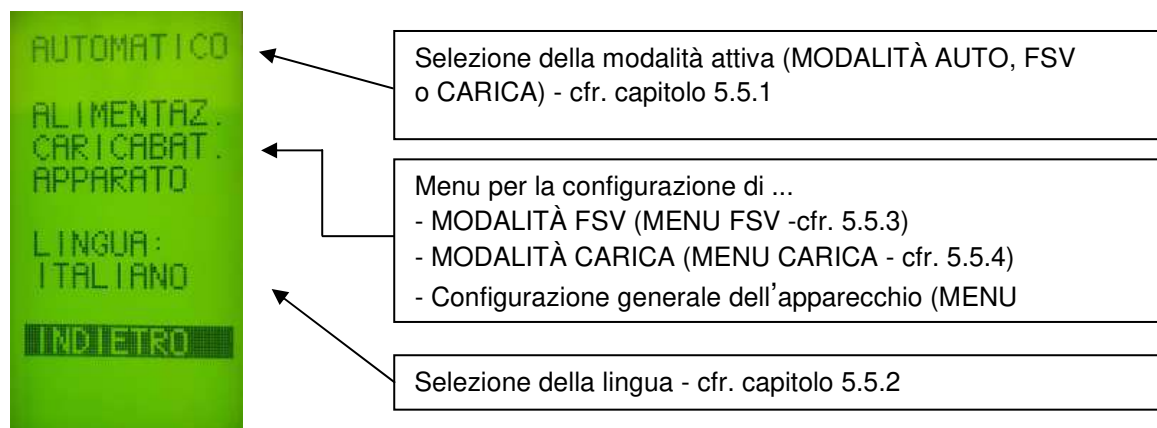 AUTOMATICO
ALIMENTAZ.
CARICABAT.
APPARATO
LINGUA:
ITALIANO
INDIETRO
Selezione della modalità attiva (MODALITÀ AUTO, FSV
o CARICA) - cfr. capitolo 5.5.1
Menu per la configurazione di ...
- MODALITÀ FSV (MENU FSV -cfr. 5.5.3)
- MODALITÀ CARICA (MENU CARICA - cfr. 5.5.4)
- Configurazione generale dell’apparecchio (MENU
Selezione della lingua - cfr. capitolo 5.5.2